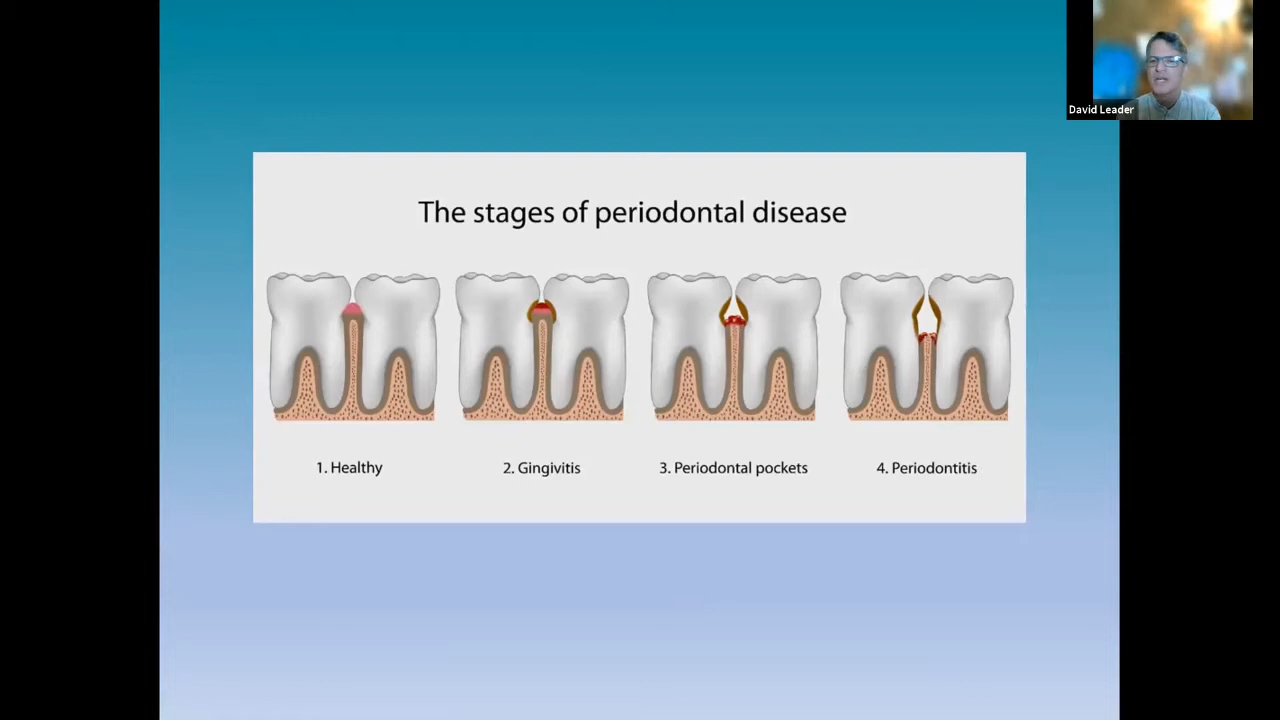 David Leader
The stages of periodontal disease
1. Healthy
2. Gingivitis
3. Periodontal pockets
4. Periodontitis